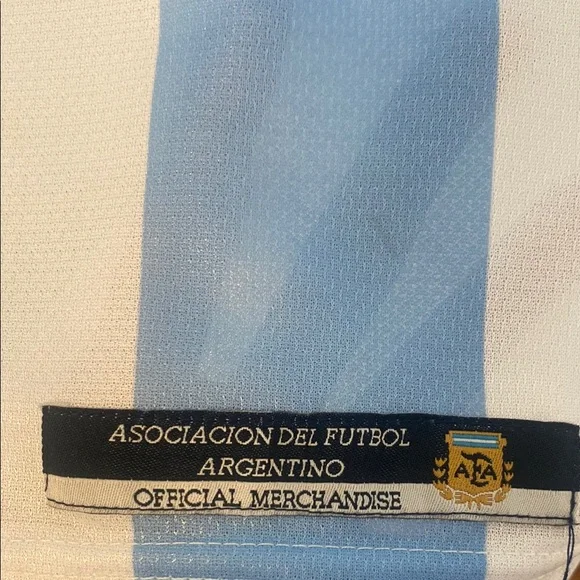 ASOCIACION DEL FUTBOL
ARGENTINO
OFFICIAL MERCHANDISE
AFA